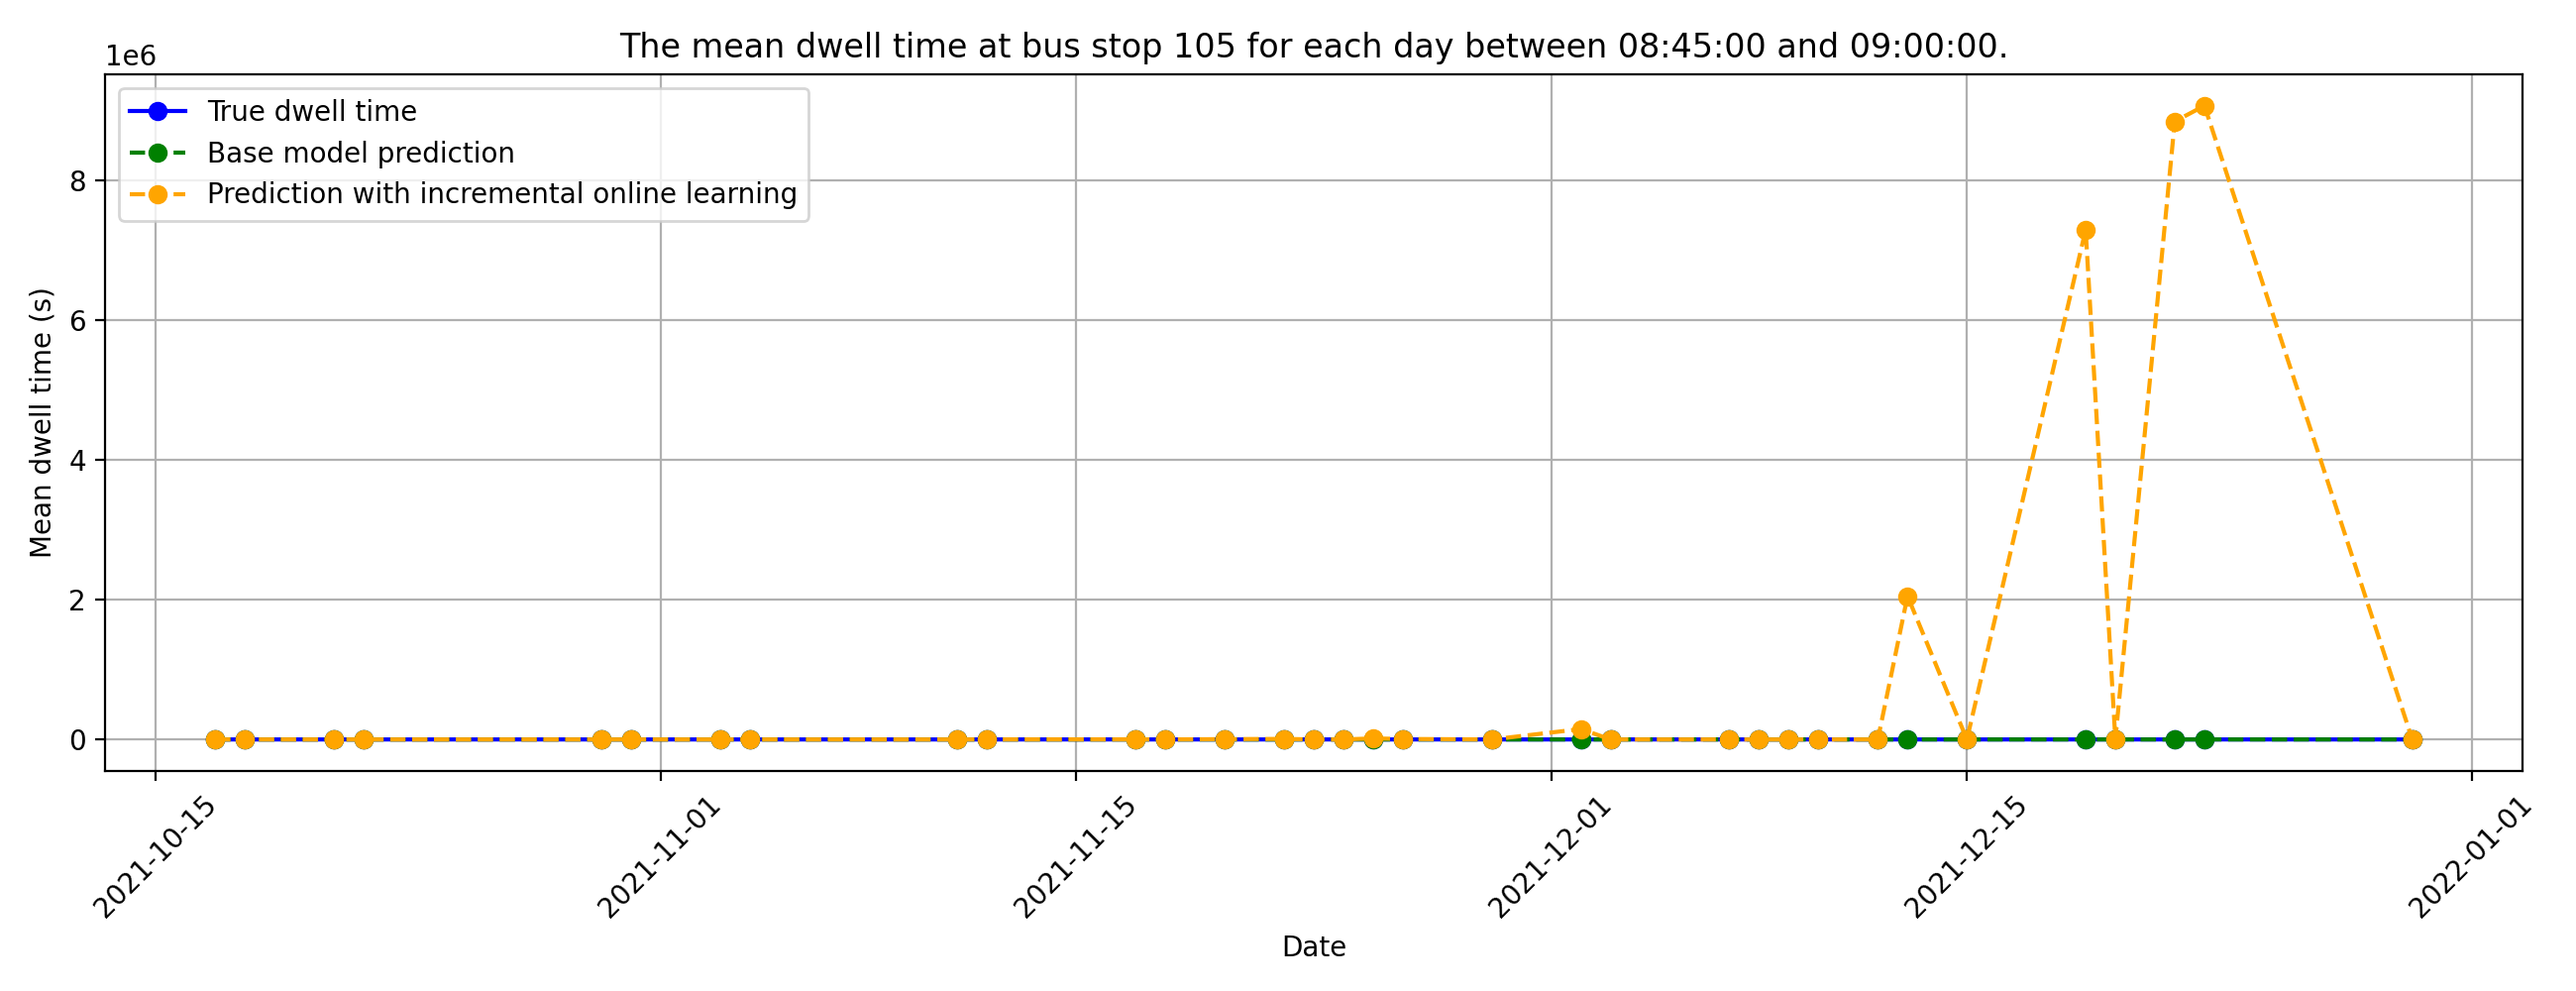 The mean dwell time at bus stop 105 for each day between 08:45:00 and 09:00:00.
1e6
True dwell time
Base model prediction
Prediction with incremental online learning
8
6
4
2
0
Mean dwell time (s)
2021-10-15
2021-11-01
2021-11-15
2021-12-01
2021-12-15
2022-01-01
Date